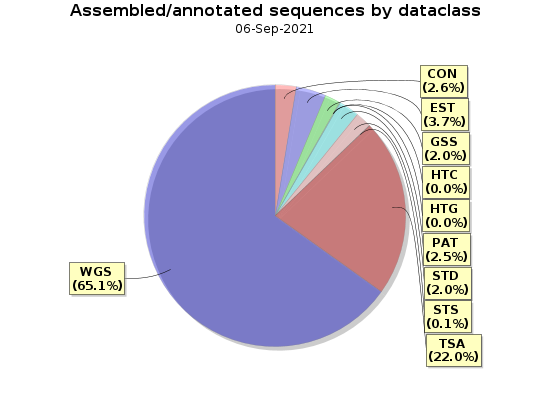 Assembled/annotated sequences by dataclass
06-Sep-2021
CON
(2.6%)
EST
(3.7%)
GSS
(2.0%)
HTC
(0.0%)
HTG
(0.0%)
PAT
(2.5%)
STD
(2.0%)
STS
(0.1%)
TSA
(22.0%)
WGS
(65.1%)